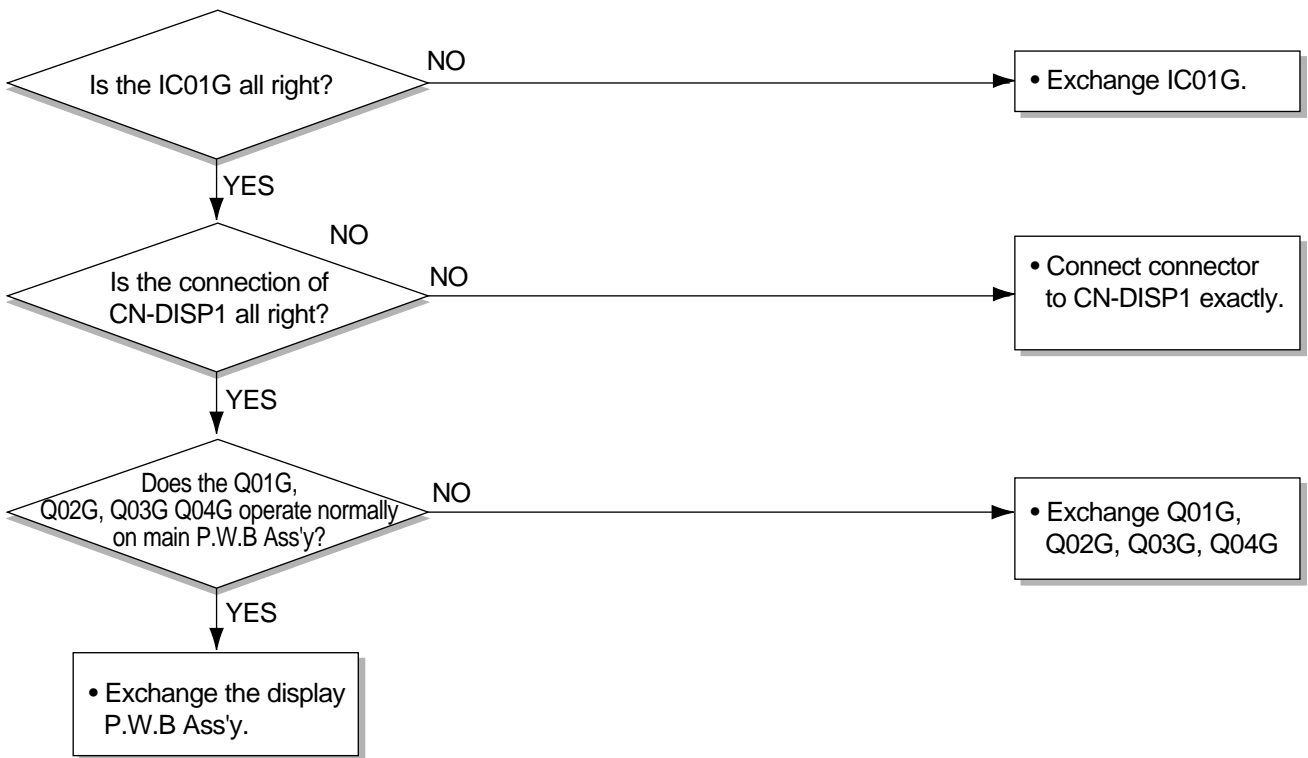 Is the IC01G all right?
NO
• Exchange IC01G.
YES
NO
Is the connection of
CN-DISP1 all right?
NO
• Connect connector
to CN-DISP1 exactly.
YES
Does the Q01G,
Q02G, Q03G Q04G operate normally
on main P.W.B Ass'y?
NO
• Exchange Q01G,
Q02G, Q03G, Q04G
YES
• Exchange the display
P.W.B Ass'y.